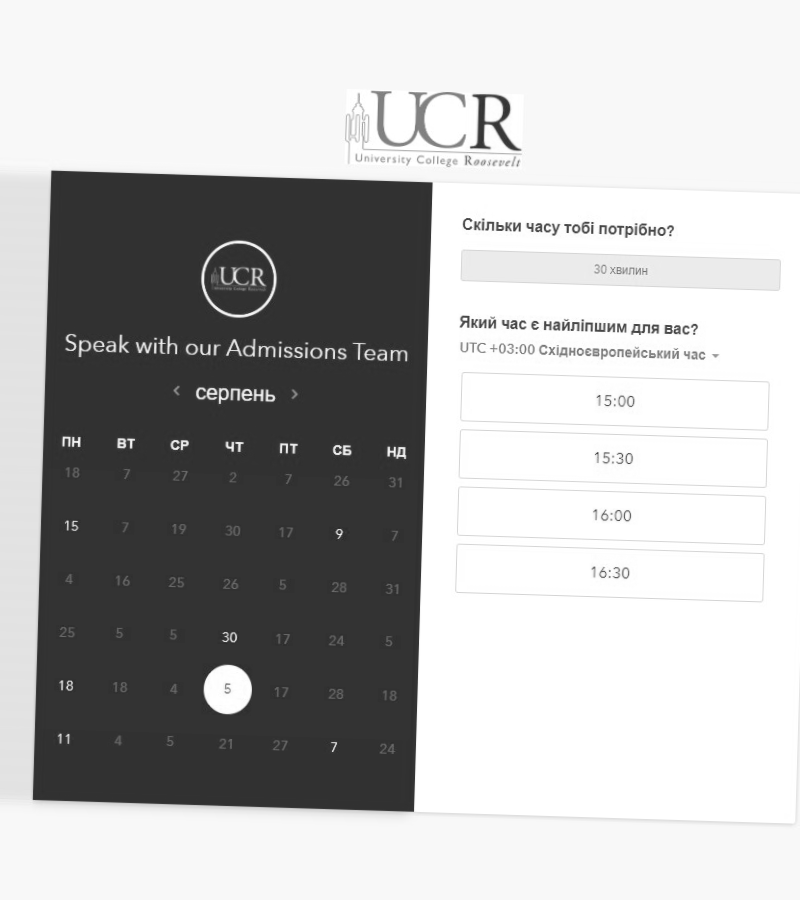 UCR
University College Roosevelt
UCR
Speak with our Admissions Team
серпень
ПН ВТ СР ЧТ ПТ СБ НД
18 7 27 2 7 26 31
15 7 19 30 17 9 7
4 16 25 26 5 28 31
25 5 5 30 17 24 5
18 18 4 5 17 28 18
11 4 5 21 27 7 24
Скільки часу тобі потрібно?
30 хвилин
Який час є найліпшим для вас?
UTC +03:00 Східноєвропейський час
15:00
15:30
16:00
16:30